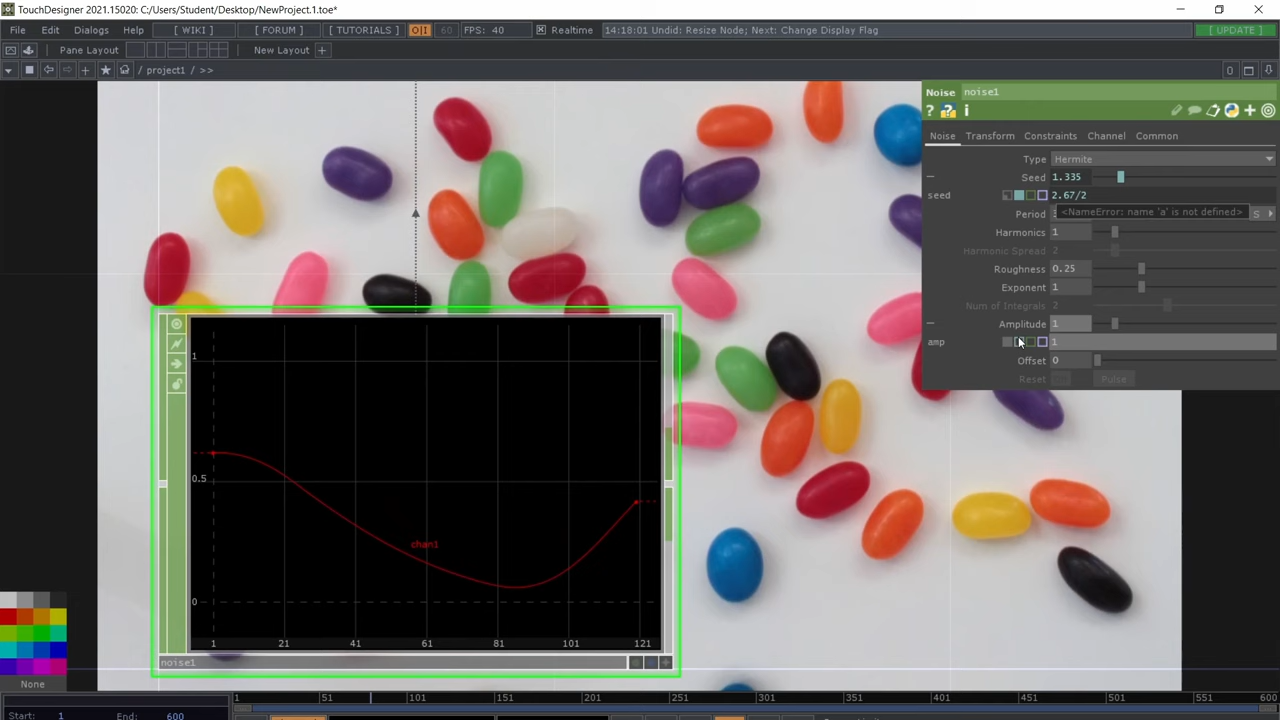 TouchDesigner 2021.15020: C:/Users/Student/Desktop/NewProject.1.toe*
File Edit Dialogs Help [ WIKI ] [ FORUM ] [ TUTORIALS ] O|I 60 FPS: 40 Realtime 14:18:01 Undid: Resize Node; Next: Change Display Flag [ UPDATE ]
Pane Layout New Layout +
/ project1 / >> 0
Noise noise1
? ? i
Noise Transform Constraints Channel Common
Type Hermite
Seed 1.335
seed 2.67/2
Period <NameError: name 'a' is not defined> S
Harmonics 1
Harmonic Spread 2
Roughness 0.25
Exponent 1
Num of Integrals 2
Amplitude 1
amp 1
Offset 0
Reset Pulse
1
0.5
chan1
0
1 21 41 61 81 101 121
noise1
None
1 51 101 151 201 251 301 351 401 451 501 551 600
Start: 1 End: 600